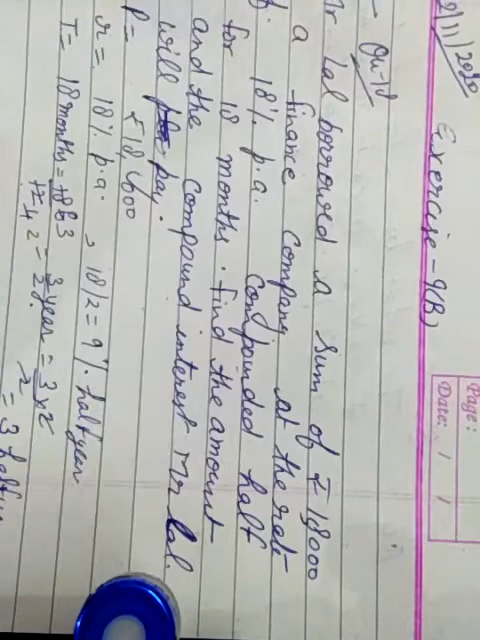 Page:
Date: 1 1
Exercise - 9(B)
/11/2020
Qu-18
Mr Lal borrowed a sum of ₹ 18000
a finance company at the rate
18% p.a. compounded half
for 18 months. Find the amount
and the compound interest Mr Lal
will pay.
P = ₹ 18,000
r = 18% p.a. , 18/2 = 9% half year
T = 18 months = 18 3 / 12 2 = 3/2 year = 3/2 x 2
= 3 half